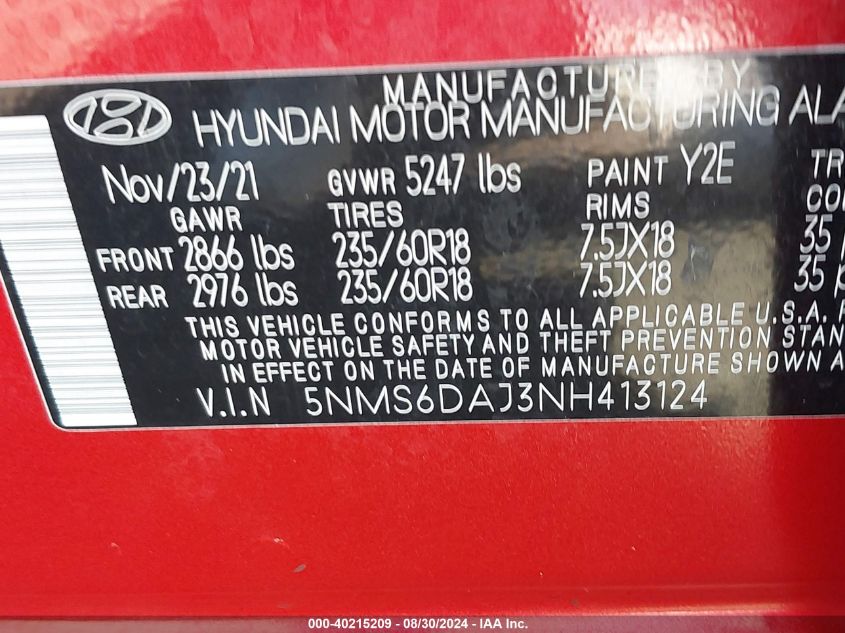 MANUFACTURED BY
HYUNDAI MOTOR MANUFACTURING ALA
Nov/23/21 GVWR 5247 lbs PAINT Y2E TR
GAWR TIRES RIMS CO
FRONT 2866 lbs 235/60R18 7.5JX18 35
REAR 2976 lbs 235/60R18 7.5JX18 35
THIS VEHICLE CONFORMS TO ALL APPLICABLE U.S.A. F
MOTOR VEHICLE SAFETY AND THEFT PREVENTION STAN
IN EFFECT ON THE DATE OF MANUFACTURE SHOWN A
V.I.N 5NMS6DAJ3NH413124
000-40215209 - 08/30/2024 - IAA Inc.